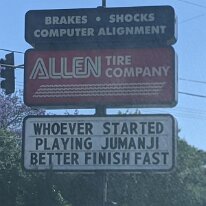 BRAKES • SHOCKS
COMPUTER ALIGNMENT
ALLEN TIRE
COMPANY
WHOEVER STARTED
PLAYING JUMANJI
BETTER FINISH FAST